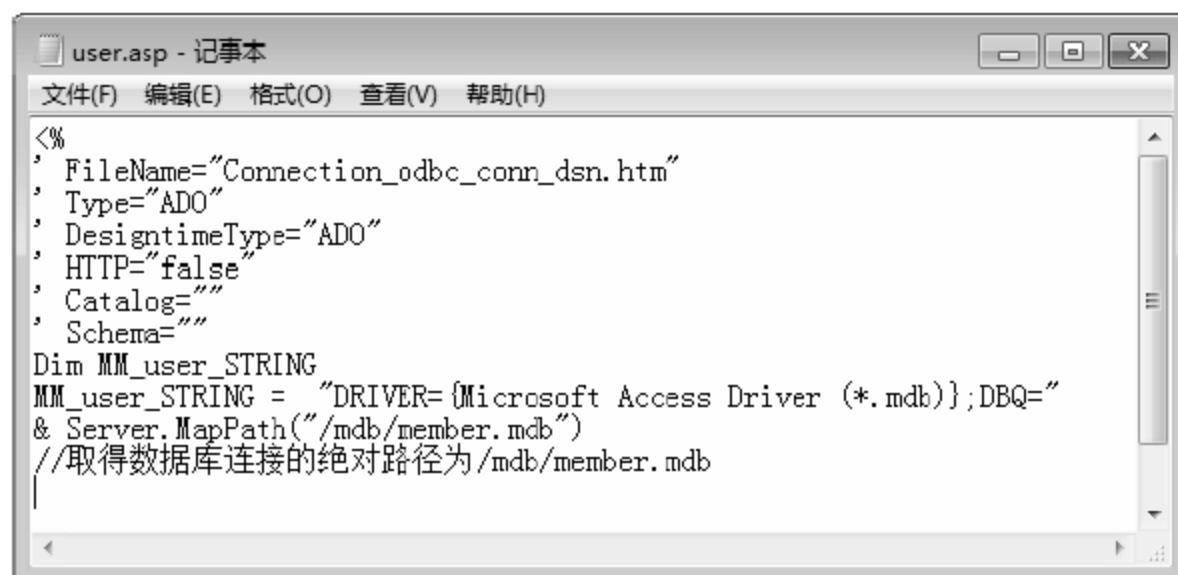 user.asp - 记事本
文件(F) 编辑(E) 格式(O) 查看(V) 帮助(H)
<%
' FileName="Connection_odbc_conn_dsn.htm"
' Type="ADO"
' DesigntimeType="ADO"
' HTTP="false"
' Catalog=""
' Schema=""
Dim MM_user_STRING
MM_user_STRING = "DRIVER={Microsoft Access Driver (*.mdb)};DBQ="
& Server.MapPath("/mdb/member.mdb")
//取得数据库连接的绝对路径为/mdb/member.mdb